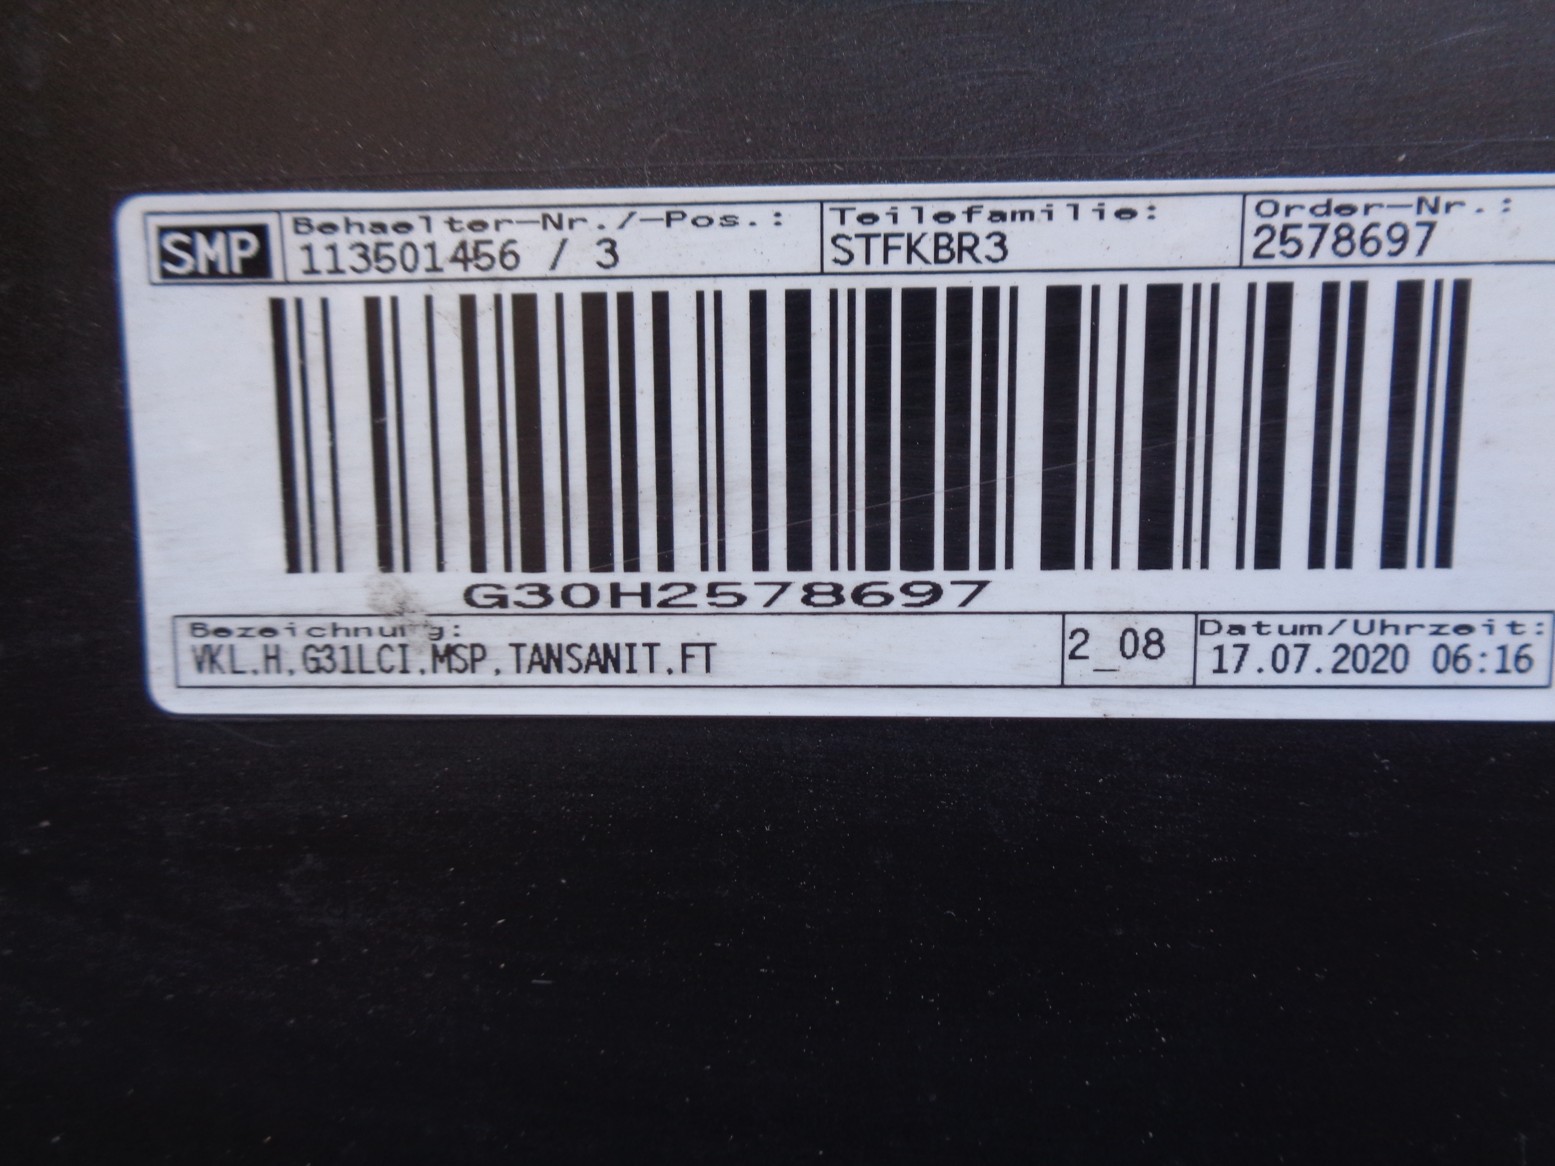 SMP
Behaelter-Nr./-Pos.: Teilefamilie: Order-Nr.:
113501456 / 3 STFKBR3 2578697
G30H2578697
Bezeichnung: Datum/Uhrzeit:
VKL.H.G31LCI.MSP.TANSANIT.FT 2_08 17.07.2020 06:16